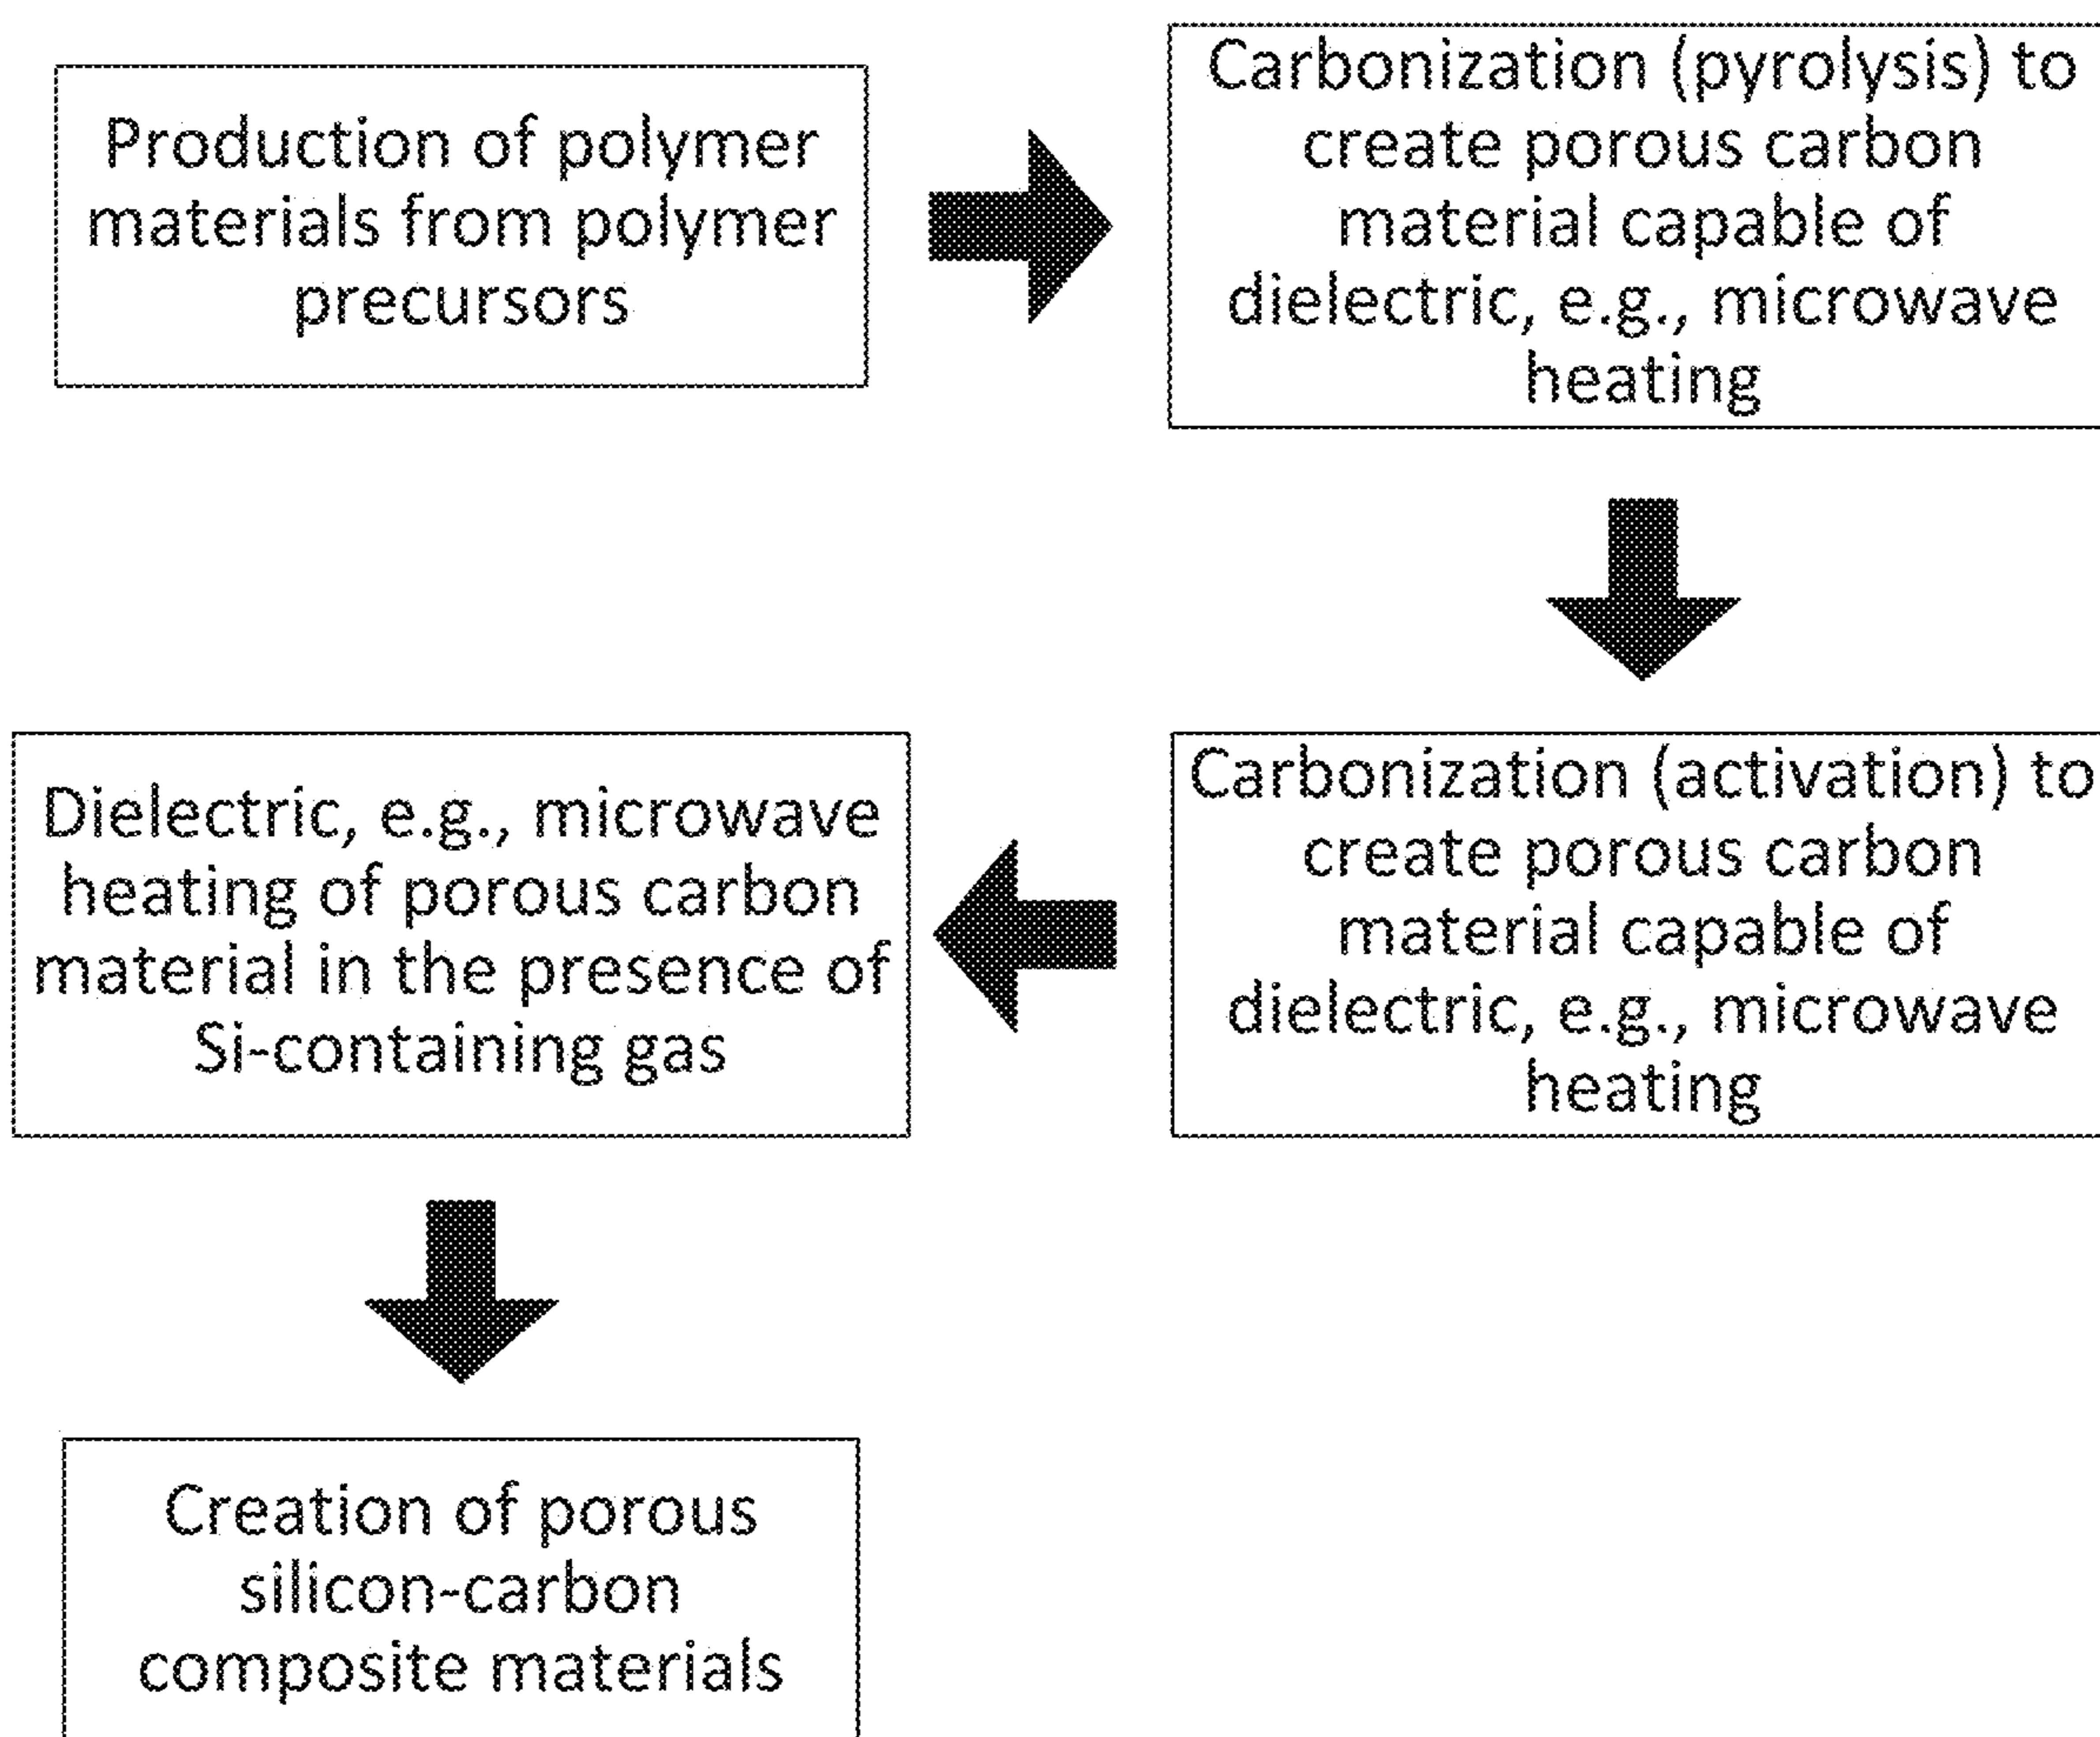 Production of polymer
materials from polymer
precursors
Carbonization (pyrolysis) to
create porous carbon
material capable of
dielectric, e.g., microwave
heating
Carbonization (activation) to
create porous carbon
material capable of
dielectric, e.g., microwave
heating
Dielectric, e.g., microwave
heating of porous carbon
material in the presence of
Si-containing gas
Creation of porous
silicon-carbon
composite materials